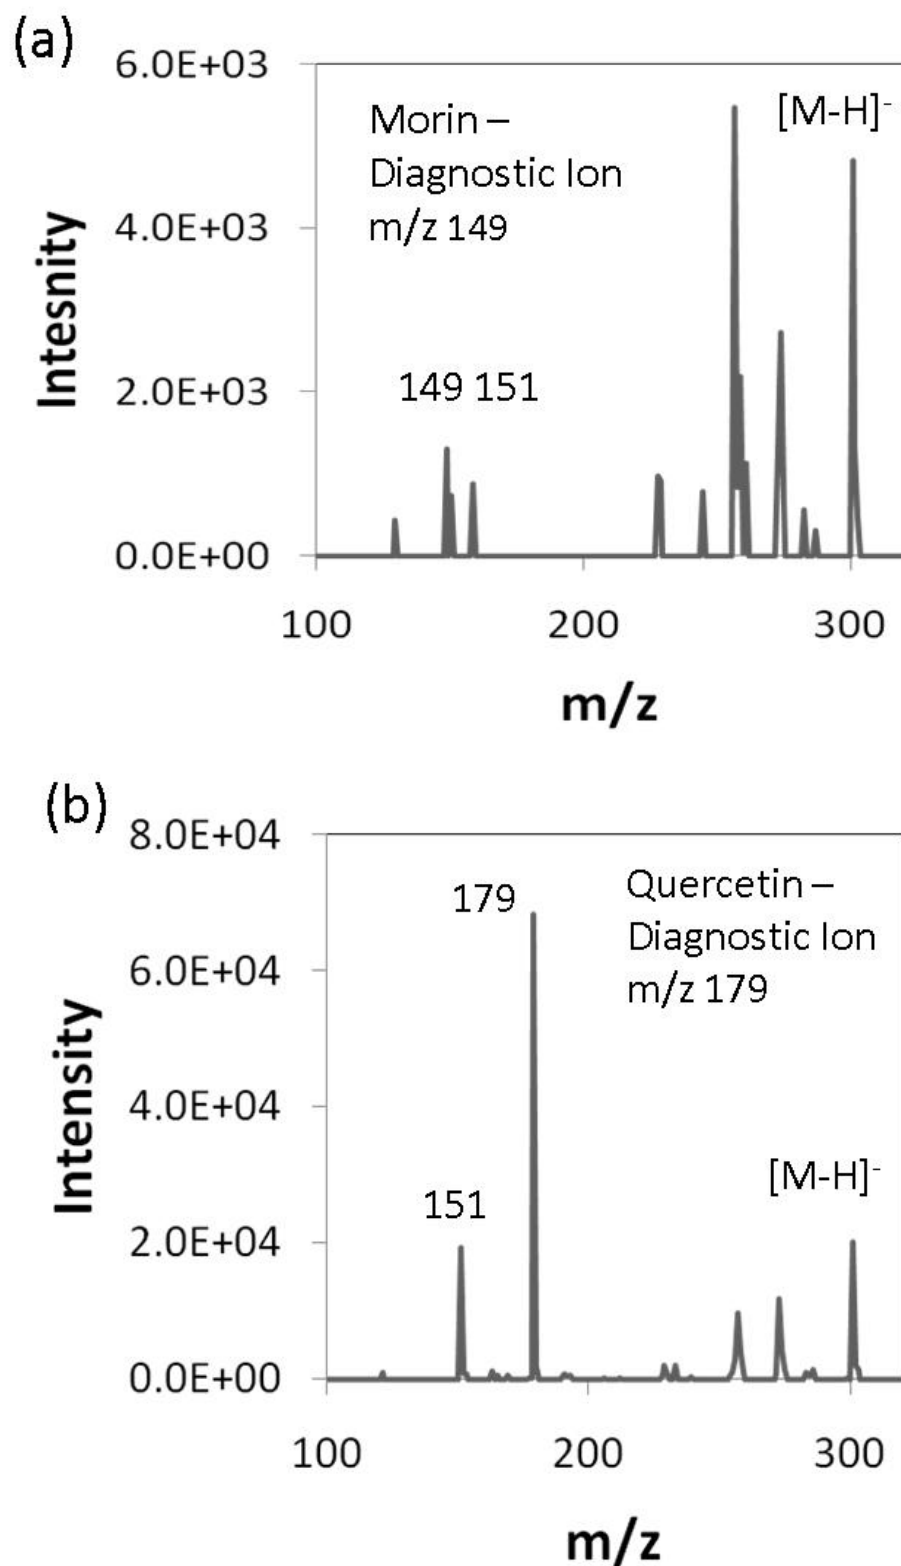 (a)
6.0E+03
4.0E+03
2.0E+03
0.0E+00
Intesnity
Morin –
Diagnostic Ion
m/z 149
[M-H]-
149 151
100 200 300
m/z
(b)
8.0E+04
6.0E+04
4.0E+04
2.0E+04
0.0E+00
Intensity
179
Quercetin –
Diagnostic Ion
m/z 179
151
[M-H]-
100 200 300
m/z